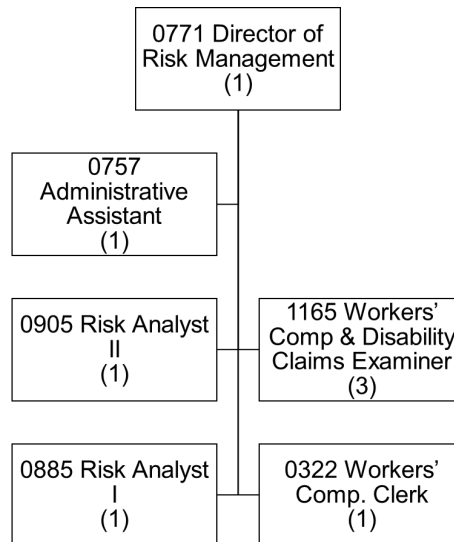 0771 Director of
Risk Management
(1)
0757
Administrative
Assistant
(1)
0905 Risk Analyst
II
(1)
1165 Workers’
Comp & Disability
Claims Examiner
(3)
0885 Risk Analyst
I
(1)
0322 Workers’
Comp. Clerk
(1)